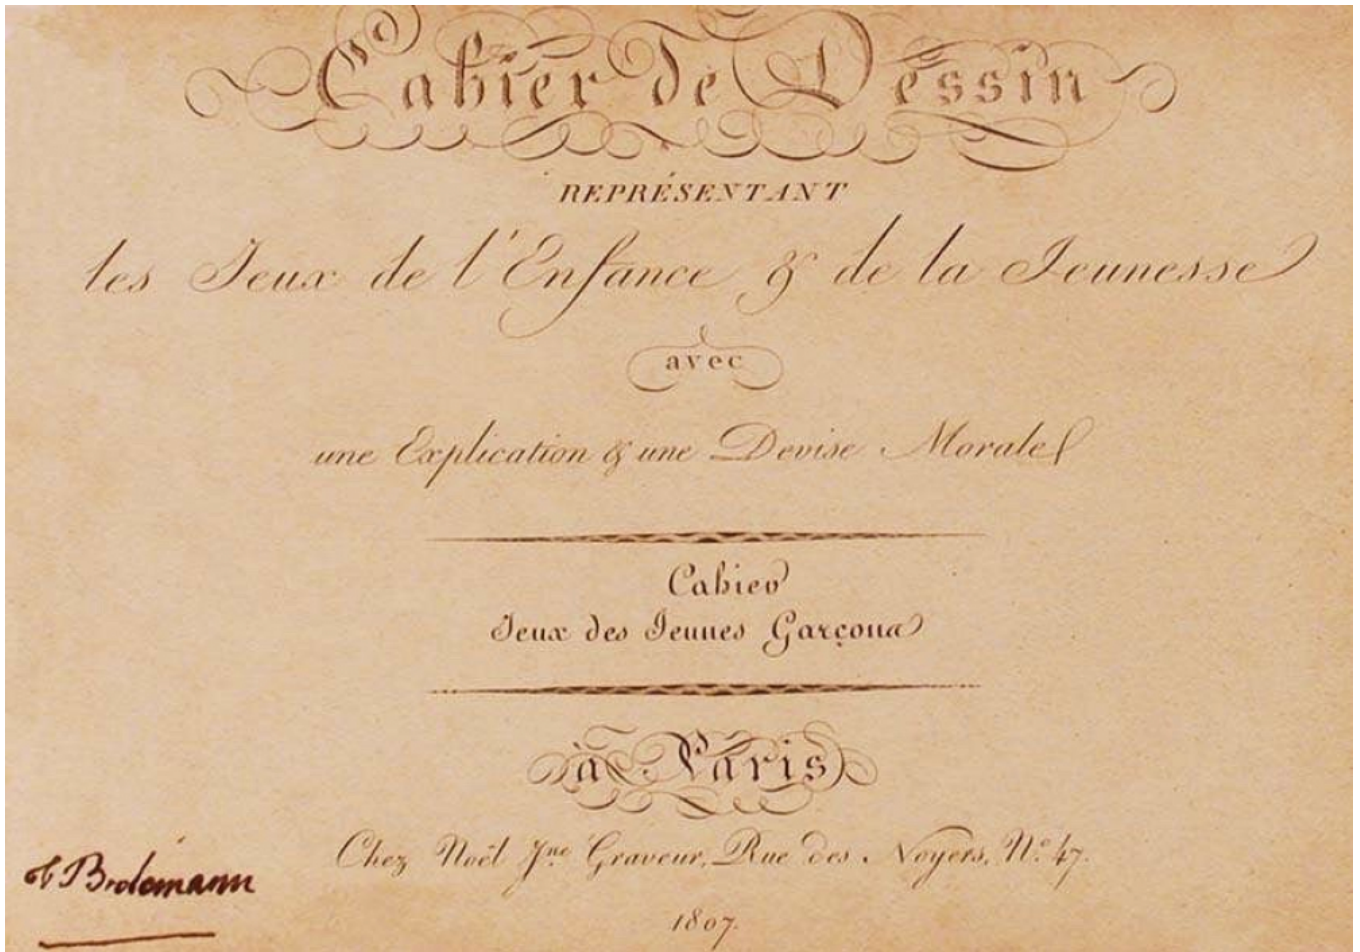 Cahier de Dessin
REPRÉSENTANT
les Jeux de l'Enfance & de la Jeunesse
avec
une Explication & une Devise Morale
Cahier
Jeux des Jeunes Garçons
à Paris
Chez Noël Jne. Graveur, Rue des Noyers, No. 47.
1807.
Brolemann